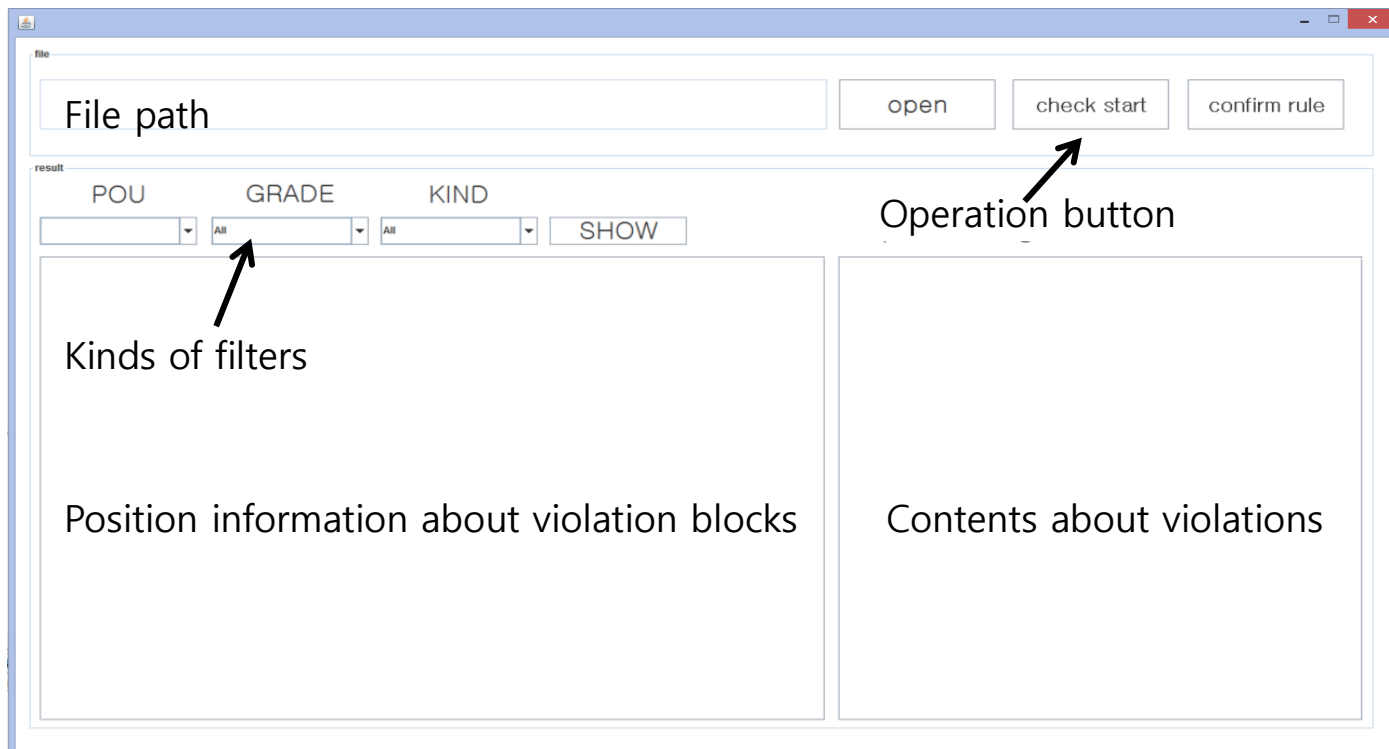 file
File path
open
check start
confirm rule
result
POU
GRADE
KIND
Operation button
All
All
SHOW
Kinds of filters
Position information about violation blocks
Contents about violations